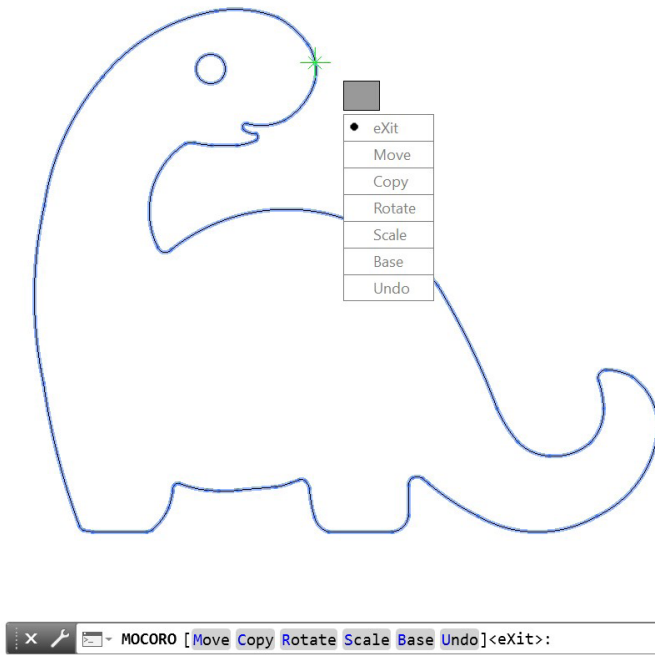 eXit
Move
Copy
Rotate
Scale
Base
Undo
MOCORO [Move Copy Rotate Scale Base Undo]<eXit>: